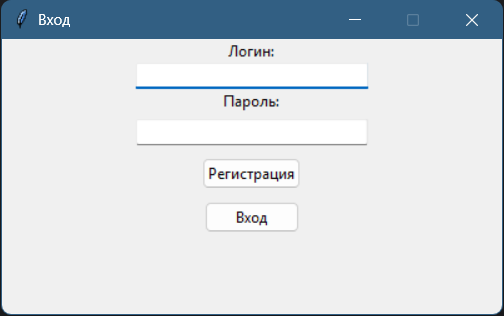 Вход
Логин:
Пароль:
Регистрация
Вход